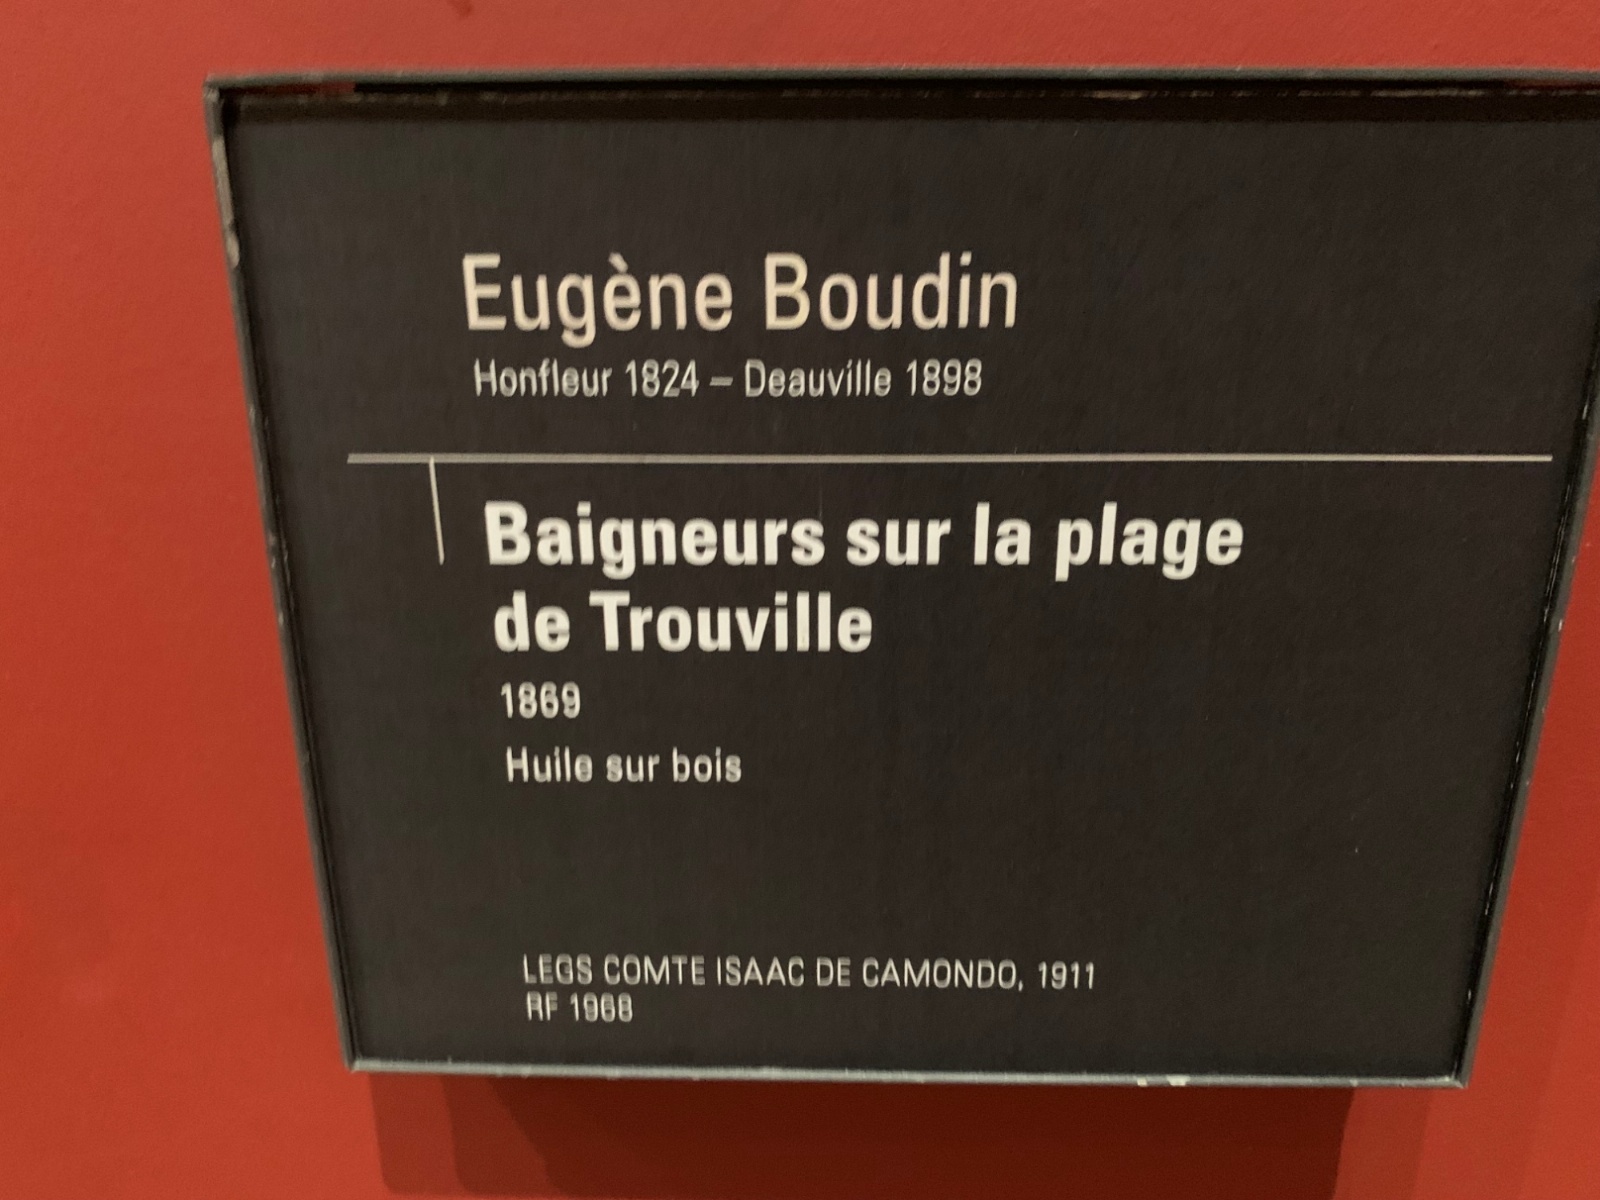 Eugène Boudin
Honfleur 1824 – Deauville 1898
Baigneurs sur la plage
de Trouville
1869
Huile sur bois
LEGS COMTE ISAAC DE CAMONDO, 1911
RF 1968